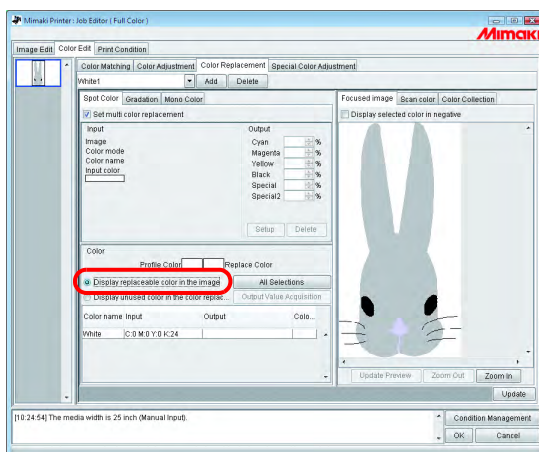 Mimaki Printer : Job Editor ( Full Color )
Mimaki
Image Edit Color Edit Print Condition
Color Matching Color Adjustment Color Replacement Special Color Adjustment
White1 Add Delete
Spot Color Gradation Mono Color
Set multi color replacement
Input Output
Image Cyan %
Color mode Magenta %
Color name Yellow %
Input color Black %
Special %
Special2 %
Setup Delete
Color
Profile Color Replace Color
Display replaceable color in the image All Selections
Display unused color in the color replac... Output Value Acquisition
Color name Input Output Colo...
White C:0 M:0 Y:0 K:24
Focused image Scan color Color Collection
Display selected color in negative
Update Preview Zoom Out Zoom In
Update
[10:24:54] The media width is 25 inch (Manual Input).
Condition Management
OK Cancel